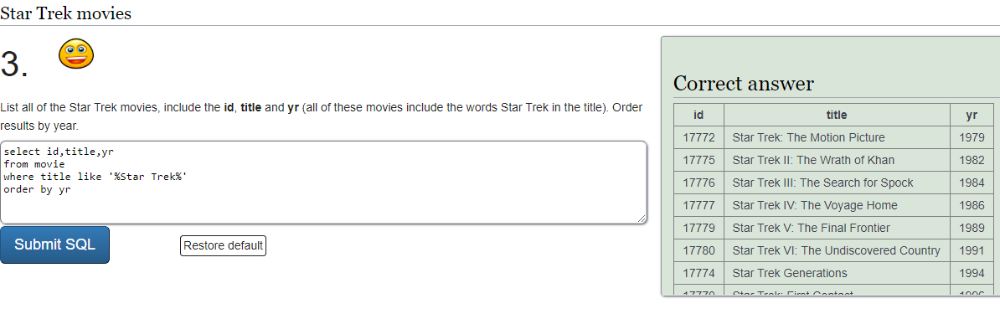 Star Trek movies
3.
List all of the Star Trek movies, include the id, title and yr (all of these movies include the words Star Trek in the title). Order
results by year.
select id,title,yr
from movie
where title like '%Star Trek%'
order by yr
Submit SQL
Restore default
Correct answer
id title yr
17772 Star Trek: The Motion Picture 1979
17775 Star Trek II: The Wrath of Khan 1982
17776 Star Trek III: The Search for Spock 1984
17777 Star Trek IV: The Voyage Home 1986
17779 Star Trek V: The Final Frontier 1989
17780 Star Trek VI: The Undiscovered Country 1991
17774 Star Trek Generations 1994
Star Trek: First Contact